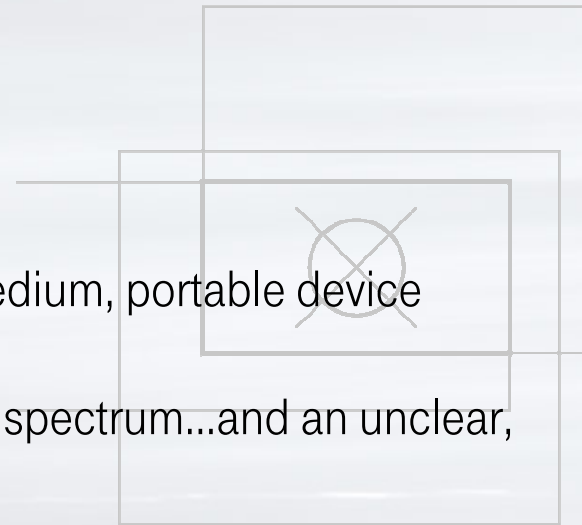 edium, portable device
spectrum...and an unclear,